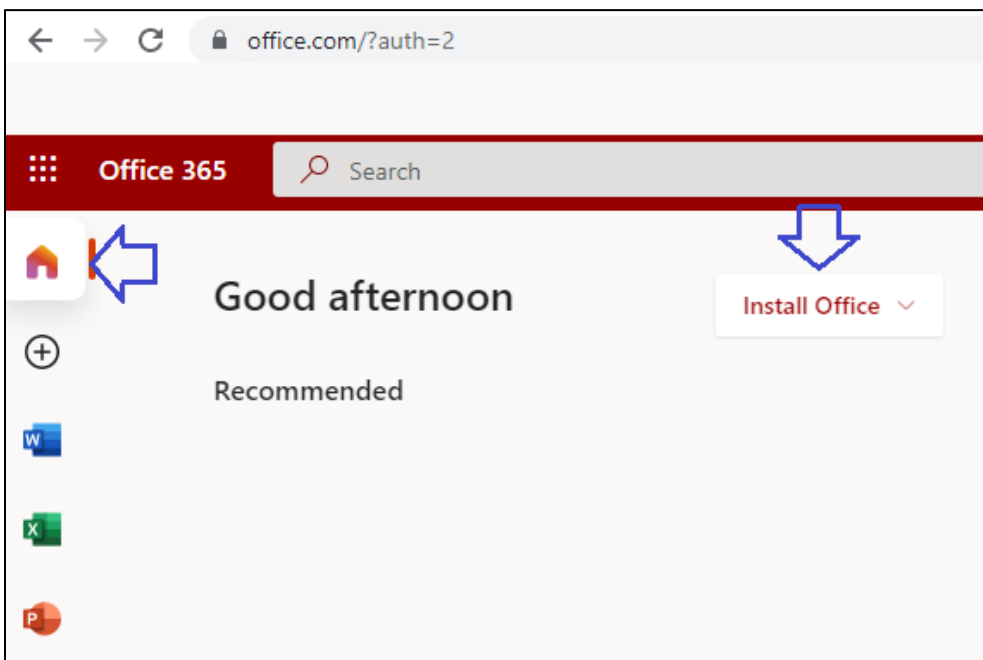 office.com/?auth=2
Office 365
Search
Good afternoon
Install Office
Recommended
W
X
P